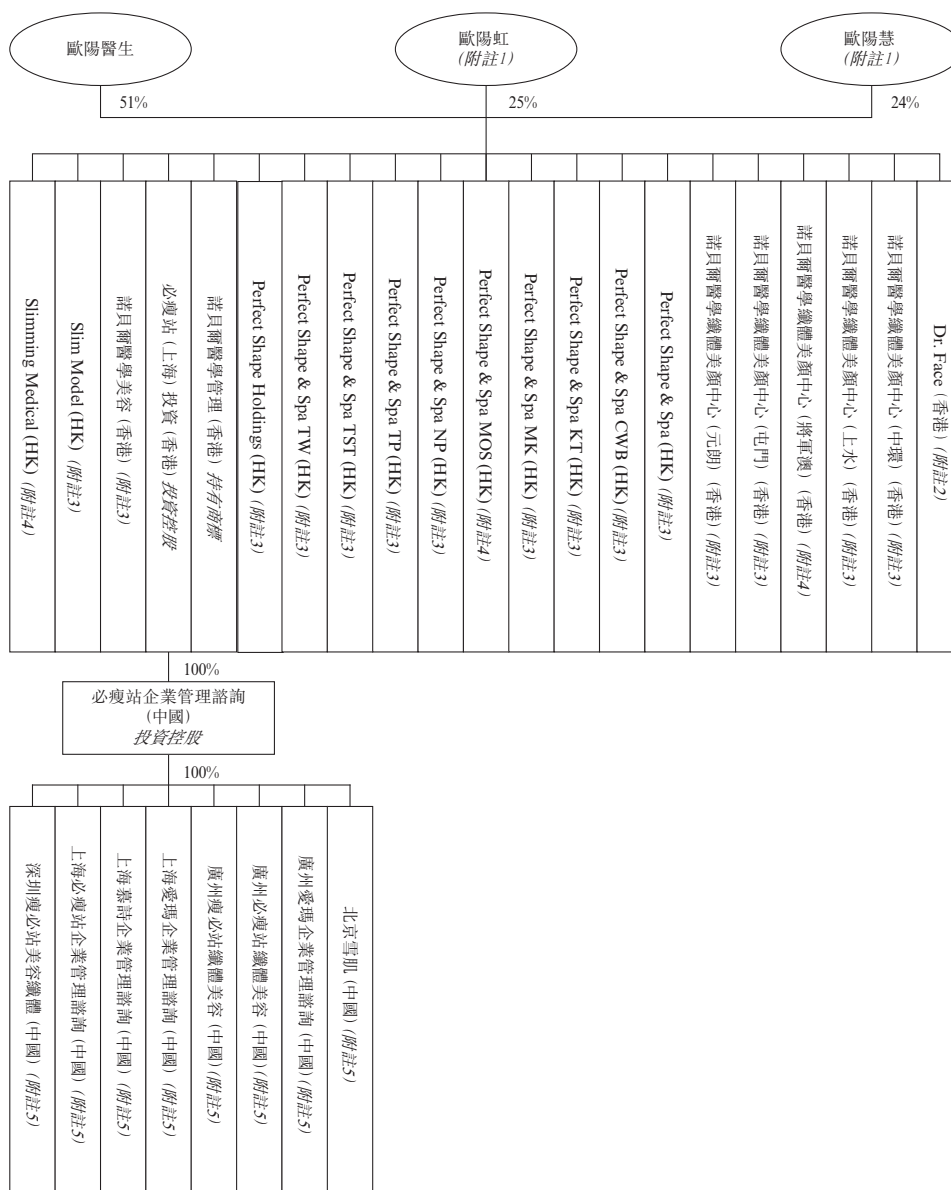 歐陽醫生
歐陽虹
(附註1)
歐陽慧
(附註1)
51%
25%
24%
Slimming Medical (HK) (附註4)
Slim Model (HK) (附註3)
諾貝爾醫學美容 (香港) (附註3)
必瘦站 (上海) 投資 (香港) 投資控股
諾貝爾醫學管理 (香港) 持有商標
Perfect Shape Holdings (HK) (附註3)
Perfect Shape & Spa TW (HK) (附註3)
Perfect Shape & Spa TST (HK) (附註3)
Perfect Shape & Spa TP (HK) (附註3)
Perfect Shape & Spa NP (HK) (附註3)
Perfect Shape & Spa MOS (HK) (附註4)
Perfect Shape & Spa MK (HK) (附註3)
Perfect Shape & Spa KT (HK) (附註3)
Perfect Shape & Spa CWB (HK) (附註3)
Perfect Shape & Spa (HK) (附註3)
諾貝爾醫學纖體美顏中心 (元朗) (香港) (附註3)
諾貝爾醫學纖體美顏中心 (屯門) (香港) (附註3)
諾貝爾醫學纖體美顏中心 (將軍澳) (香港) (附註4)
諾貝爾醫學纖體美顏中心 (上水) (香港) (附註3)
諾貝爾醫學纖體美顏中心 (中環) (香港) (附註3)
Dr. Face (香港) (附註2)
100%
必瘦站企業管理諮詢
(中國)
投資控股
100%
深圳瘦必站美容纖體 (中國) (附註5)
上海必瘦站企業管理諮詢 (中國) (附註5)
上海慕詩企業管理諮詢 (中國) (附註5)
上海愛瑪企業管理諮詢 (中國) (附註5)
廣州瘦必站纖體美容 (中國) (附註5)
廣州必瘦站纖體美容 (中國) (附註5)
廣州愛瑪企業管理諮詢 (中國) (附註5)
北京雪肌 (中國) (附註5)